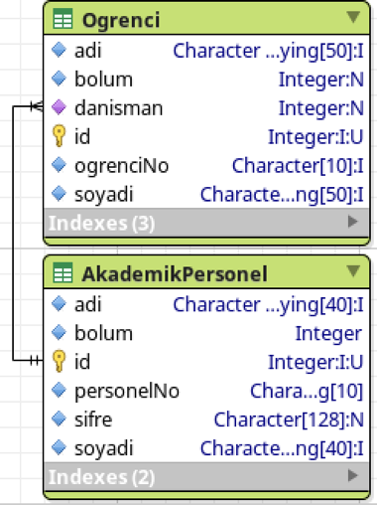 Ogrenci
adi Character ...ying[50]:I
bolum Integer:N
danisman Integer:N
id Integer:I:U
ogrenciNo Character[10]:I
soyadi Characte...ng[50]:I
Indexes (3)
AkademikPersonel
adi Character ...ying[40]:I
bolum Integer
id Integer:I:U
personelNo Chara...g[10]
sifre Character[128]:N
soyadi Characte...ng[40]:I
Indexes (2)